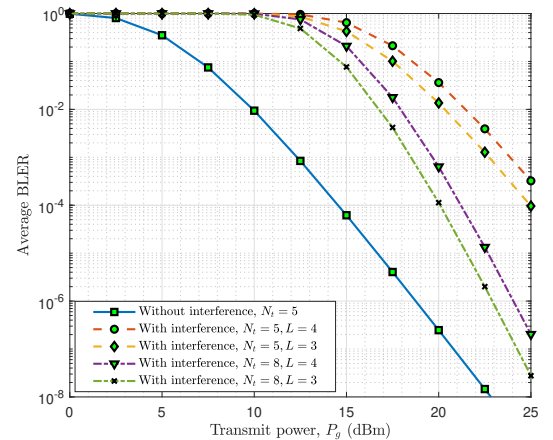 10^0
10^-2
10^-4
10^-6
10^-8
Average BLER
Without interference, N_t = 5
With interference, N_t = 5, L = 4
With interference, N_t = 5, L = 3
With interference, N_t = 8, L = 4
With interference, N_t = 8, L = 3
0 5 10 15 20 25
Transmit power, P_g (dBm)